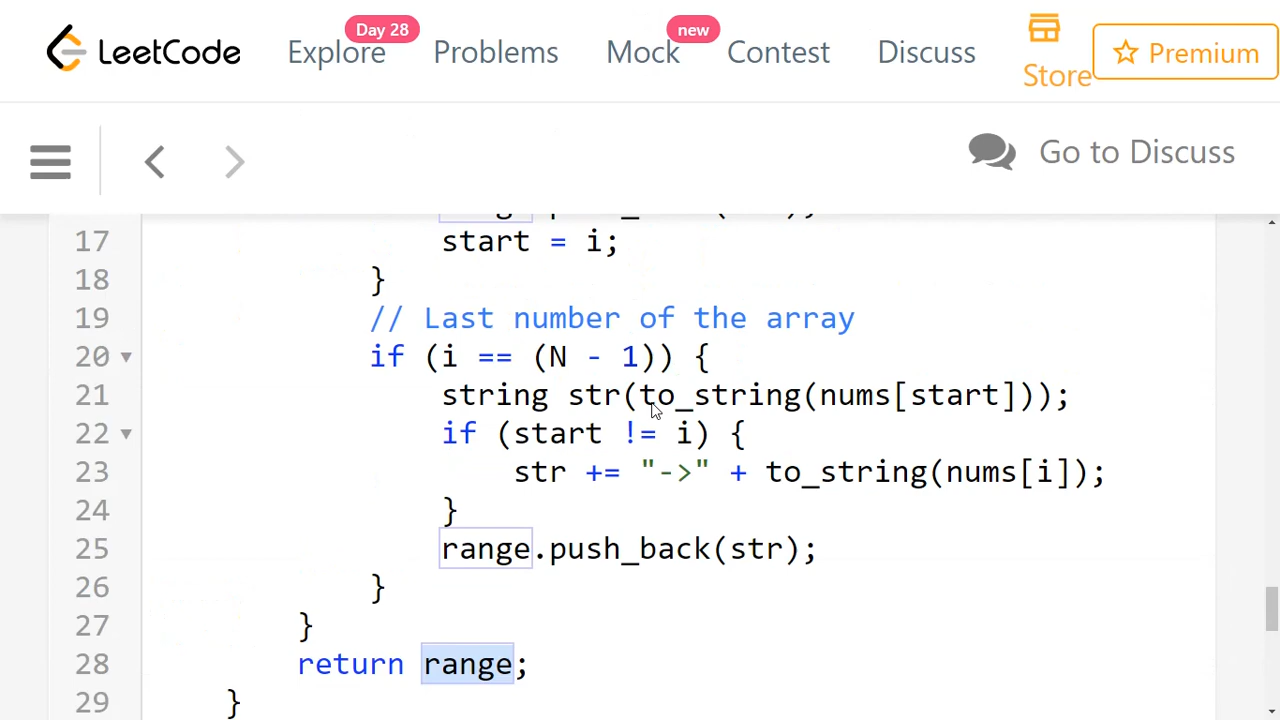 Day 28
new
LeetCode Explore Problems Mock Contest Discuss Store Premium
Go to Discuss
17 start = i;
18 }
19 // Last number of the array
20 if (i == (N - 1)) {
21 string str(to_string(nums[start]));
22 if (start != i) {
23 str += "->" + to_string(nums[i]);
24 }
25 range.push_back(str);
26 }
27 }
28 return range;
29 }